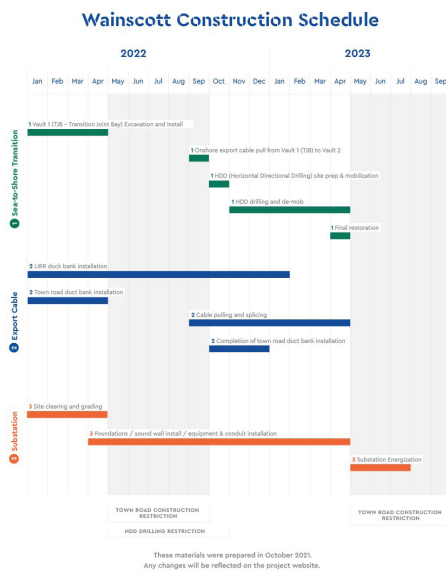 Wainscott Construction Schedule
2022
2023
Jan Feb Mar Apr May Jun Jul Aug Sep Oct Nov Dec Jan Feb Mar Apr May Jun Jul Aug Sep
1 Sea-to-Shore Transition
1 Vault 1 (TJB – Transition Joint Bay) Excavation and Install
1 Onshore export cable pull from Vault 1 (TJB) to Vault 2
1 HDD (Horizontal Directional Drilling) site prep & mobilization
1 HDD drilling and de-mob
1 Final restoration
2 Export Cable
2 LIRR duck bank installation
2 Town road duct bank installation
2 Cable pulling and splicing
2 Completion of town road duct bank installation
3 Substation
3 Site clearing and grading
3 Foundations / sound wall install / equipment & conduit installation
3 Substation Energization
TOWN ROAD CONSTRUCTION
RESTRICTION
HDD DRILLING RESTRICTION
TOWN ROAD CONSTRUCTION
RESTRICTION
These materials were prepared in October 2021.
Any changes will be reflected on the project website.